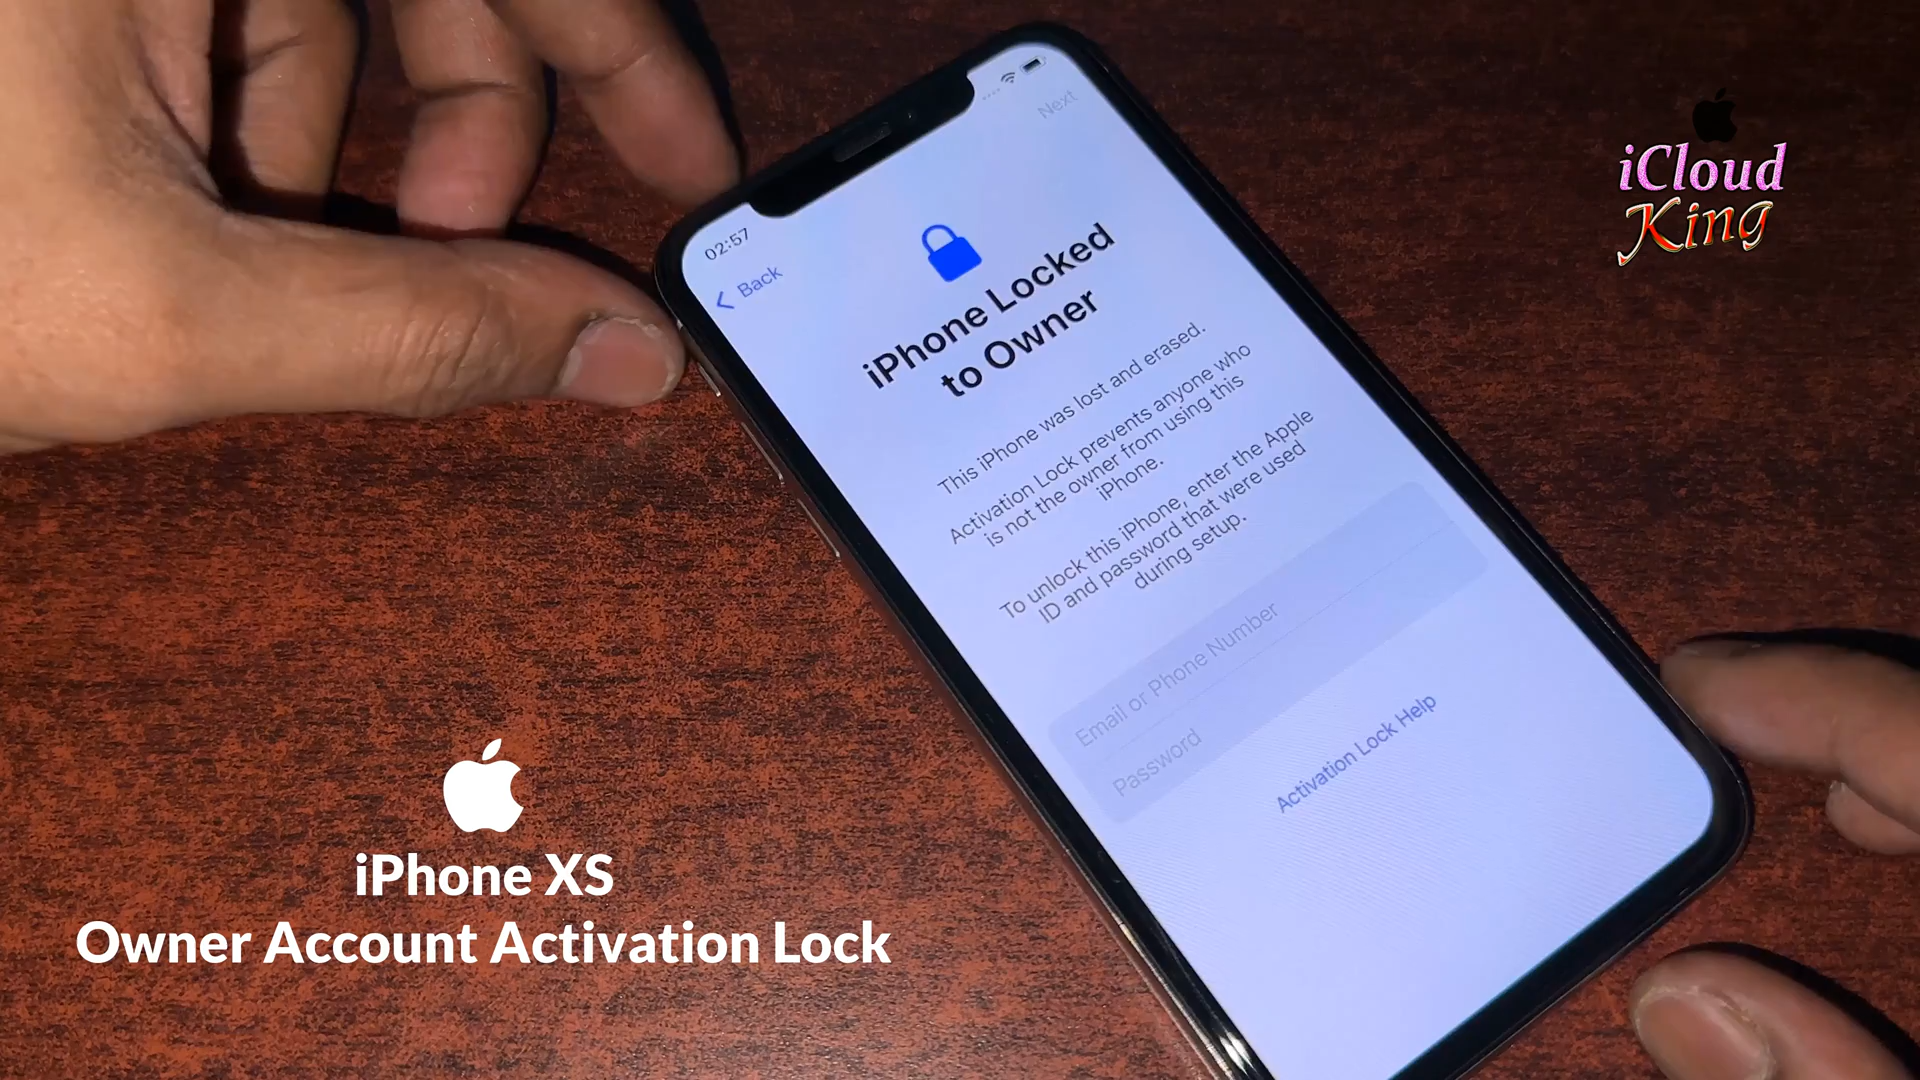 02:57
Next
Back
iPhone Locked
to Owner
This iPhone was lost and erased.
Activation Lock prevents anyone who
is not the owner from using this
iPhone.
To unlock this iPhone, enter the Apple
ID and password that were used
during setup.
Email or Phone Number
Password
Activation Lock Help
iCloud
King
iPhone XS
Owner Account Activation Lock